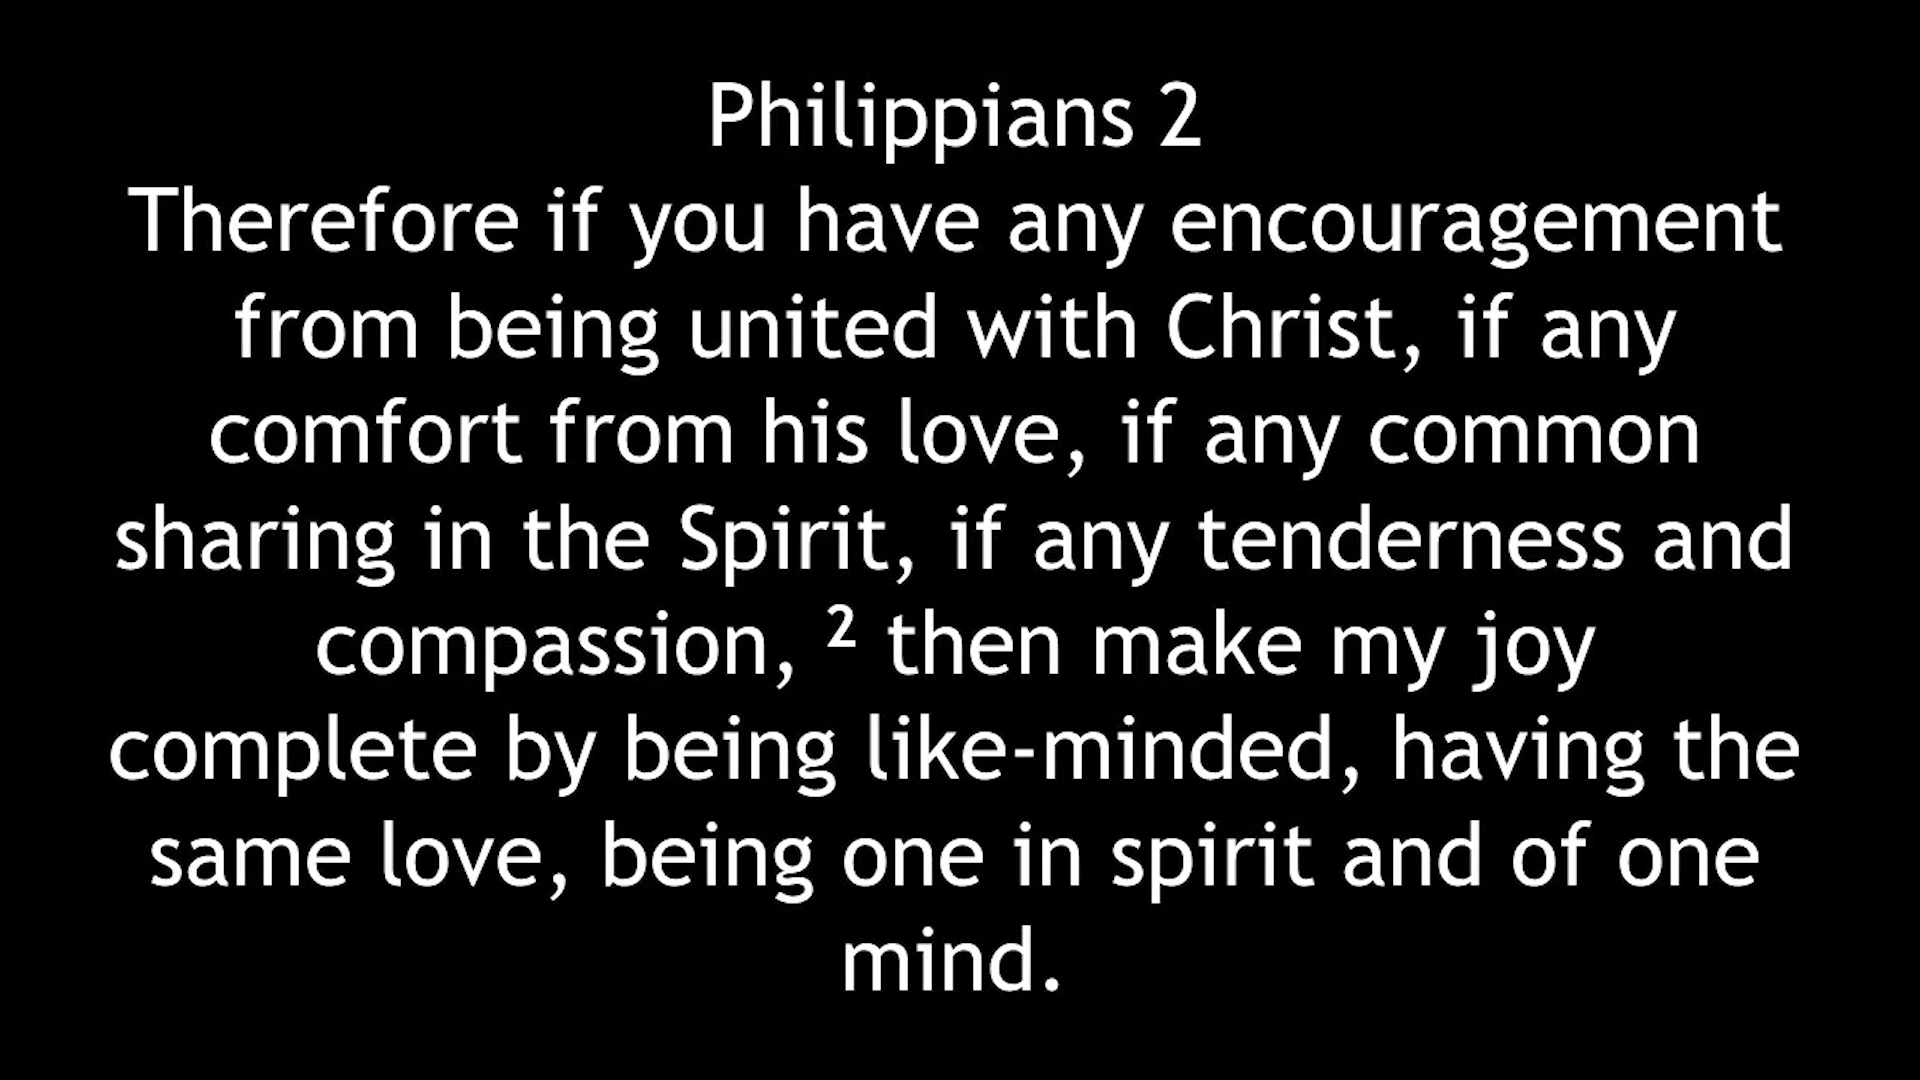 Philippians 2
Therefore if you have any encouragement
from being united with Christ, if any
comfort from his love, if any common
sharing in the Spirit, if any tenderness and
compassion, ² then make my joy
complete by being like-minded, having the
same love, being one in spirit and of one
mind.